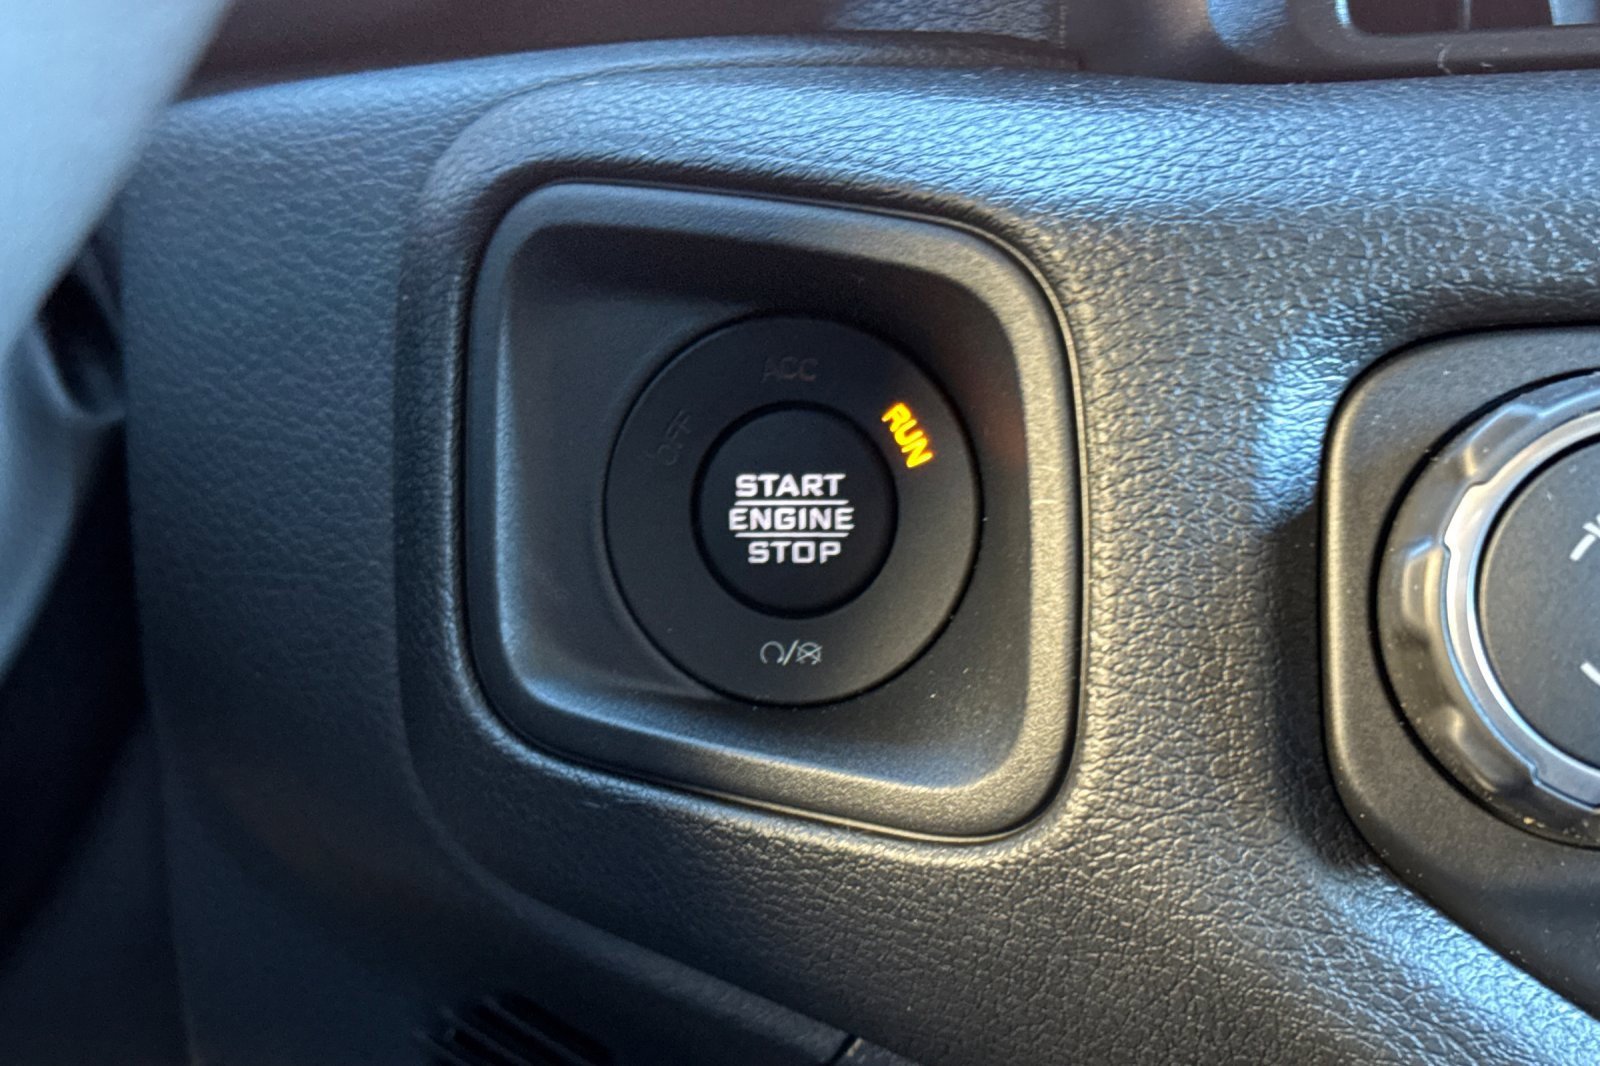 ACC
OFF
RUN
START
ENGINE
STOP